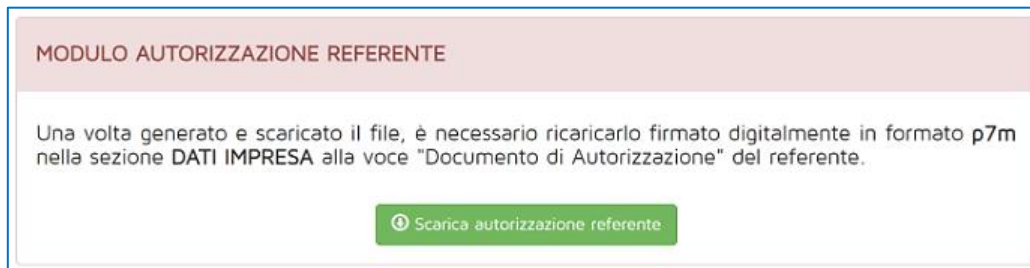 MODULO AUTORIZZAZIONE REFERENTE
Una volta generato e scaricato il file, è necessario ricaricarlo firmato digitalmente in formato p7m
nella sezione DATI IMPRESA alla voce "Documento di Autorizzazione" del referente.
Scarica autorizzazione referente